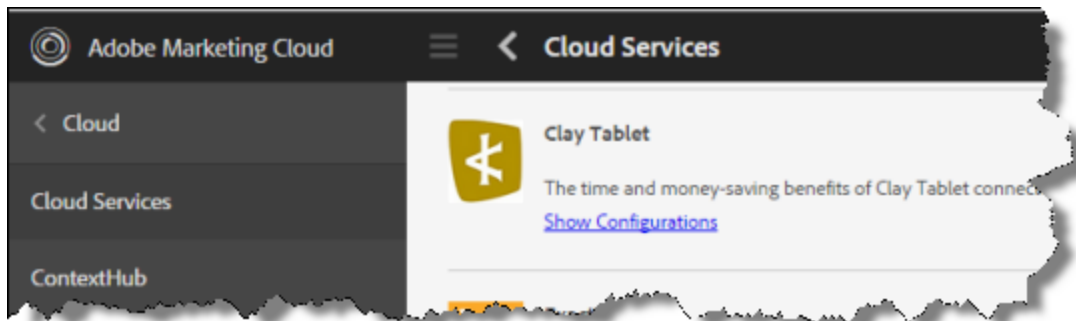 Adobe Marketing Cloud
Cloud Services
Cloud
Clay Tablet
Cloud Services
The time and money-saving benefits of Clay Tablet
Show Configurations
ContextHub